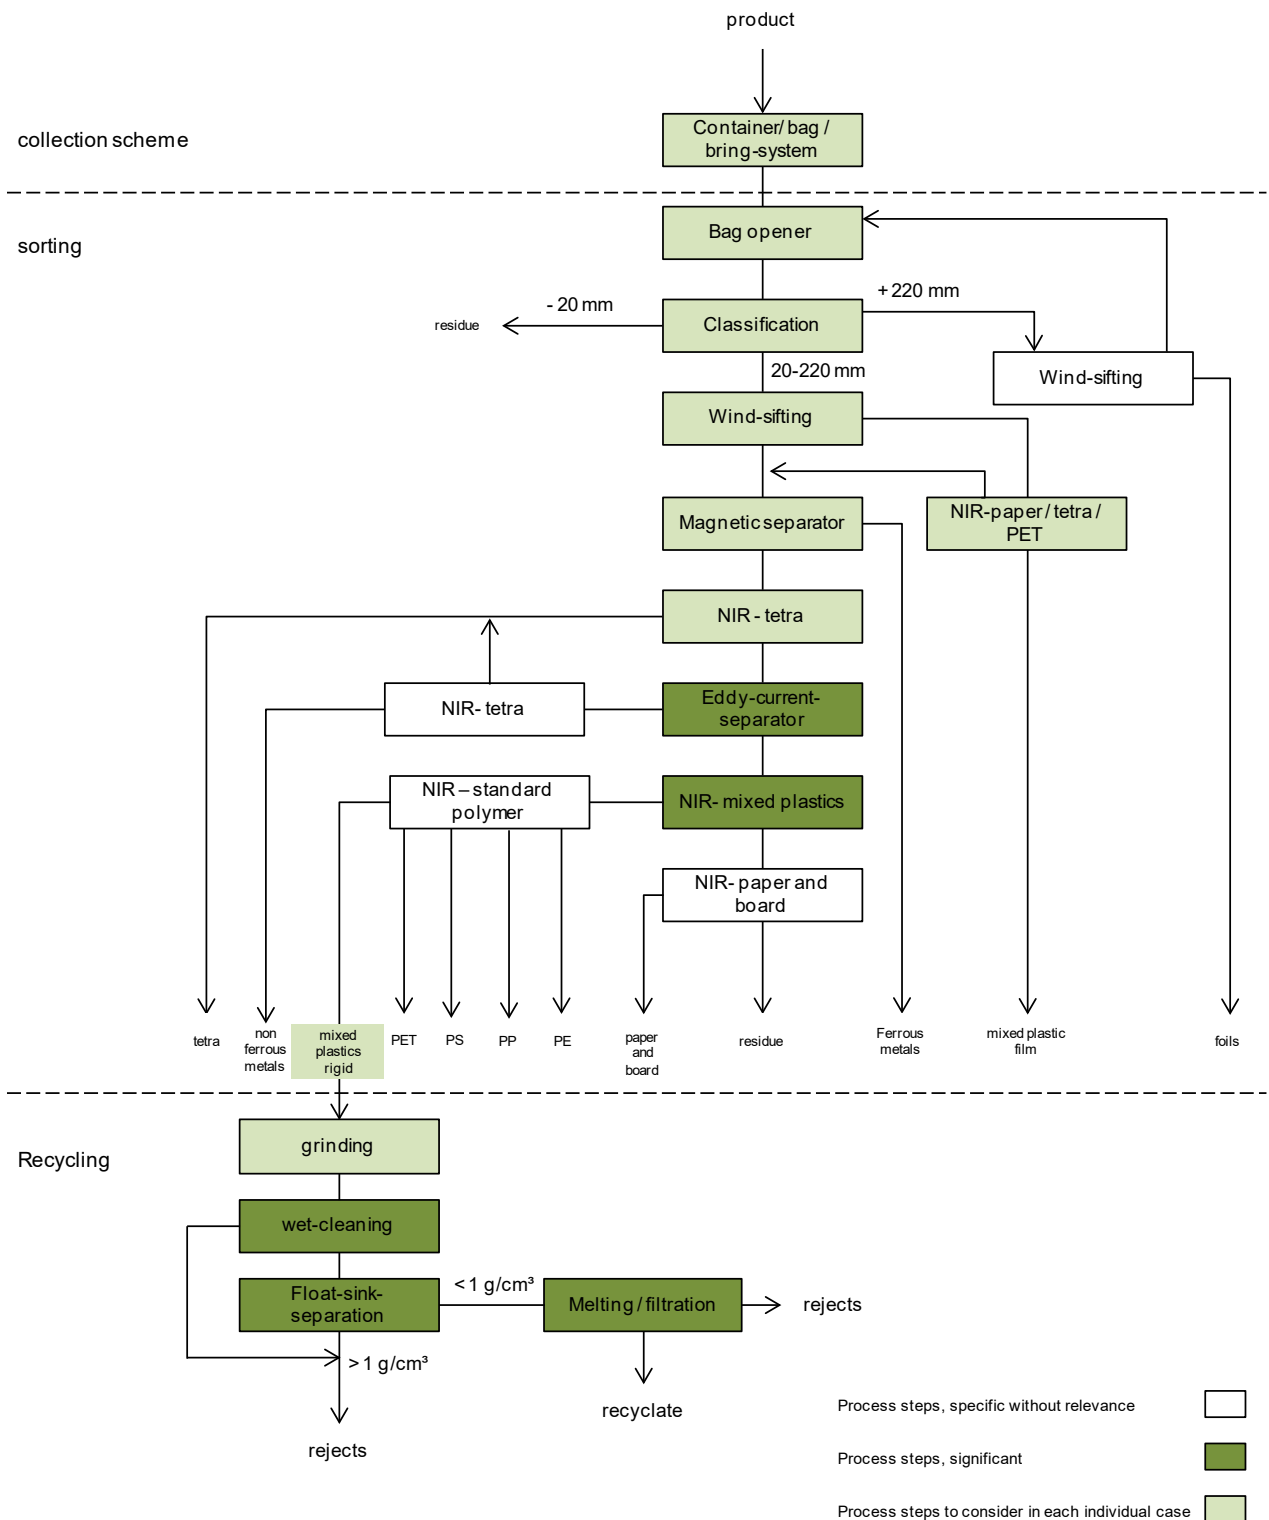 product
collection scheme
Container/ bag /
bring-system
sorting
Bag opener
+ 220 mm
- 20 mm
residue
Classification
20-220 mm
Wind-sifting
Wind-sifting
Magnetic separator
NIR-paper / tetra /
PET
NIR - tetra
NIR- tetra
Eddy-current-
separator
NIR – standard
polymer
NIR- mixed plastics
NIR- paper and
board
tetra
non
ferrous
metals
mixed
plastics
rigid
PET
PS
PP
PE
paper
and
board
residue
Ferrous
metals
mixed plastic
film
foils
Recycling
grinding
wet-cleaning
Float-sink-
separation
< 1 g/cm³
Melting / filtration
rejects
> 1 g/cm³
recyclate
rejects
Process steps, specific without relevance
Process steps, significant
Process steps to consider in each individual case